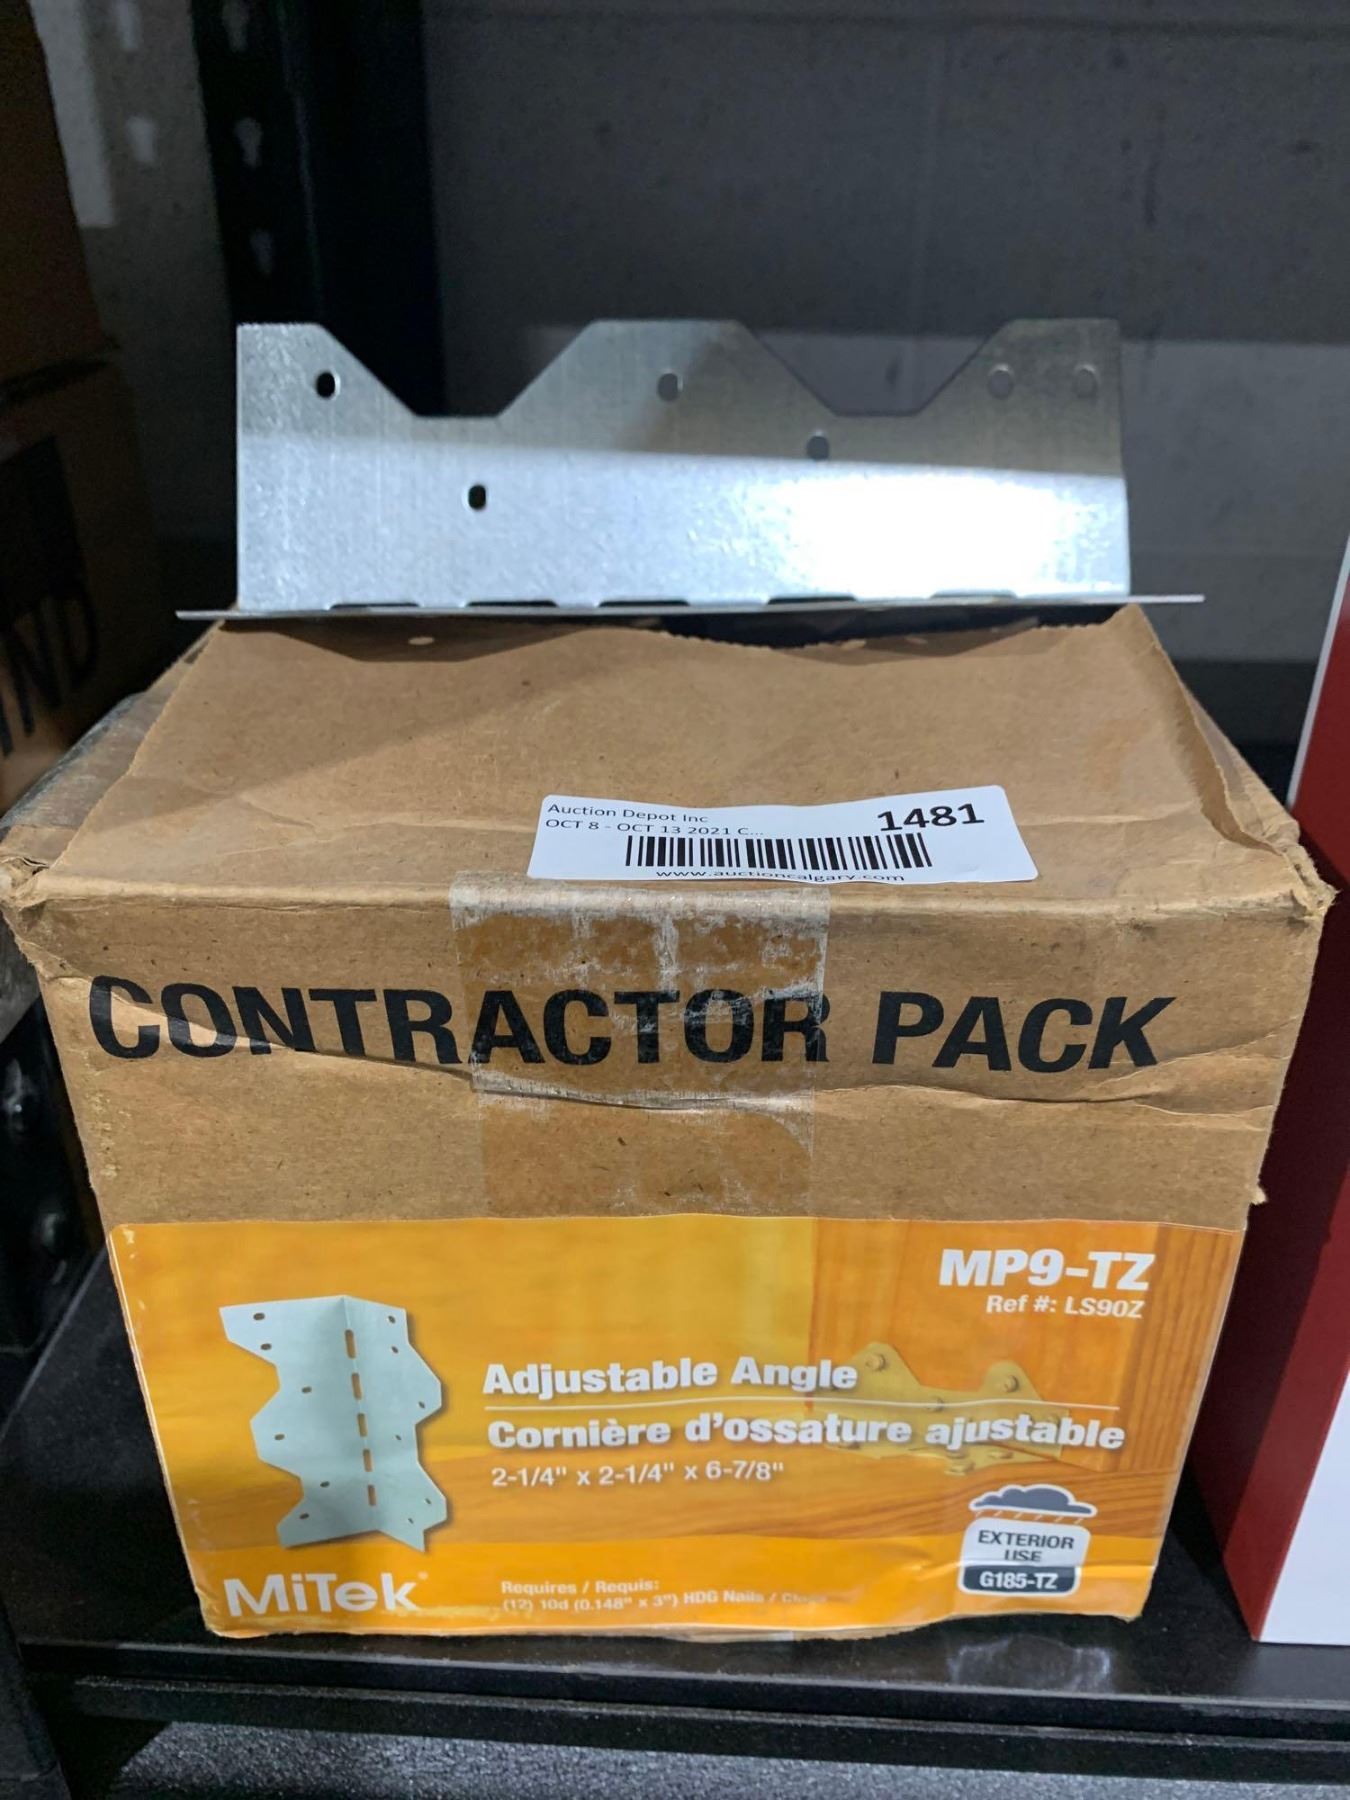 Auction Depot Inc
OCT 8 - OCT 13 2021 C...
1481
www.auctioncalgary.com
CONTRACTOR PACK
MP9-TZ
Ref #: LS90Z
Adjustable Angle
Cornière d'ossature ajustable
2-1/4" x 2-1/4" x 6-7/8"
EXTERIOR
USE
G185-TZ
MiTek
Requires / Requis:
(12) 10d (0.148" x 3") HDG Nails /